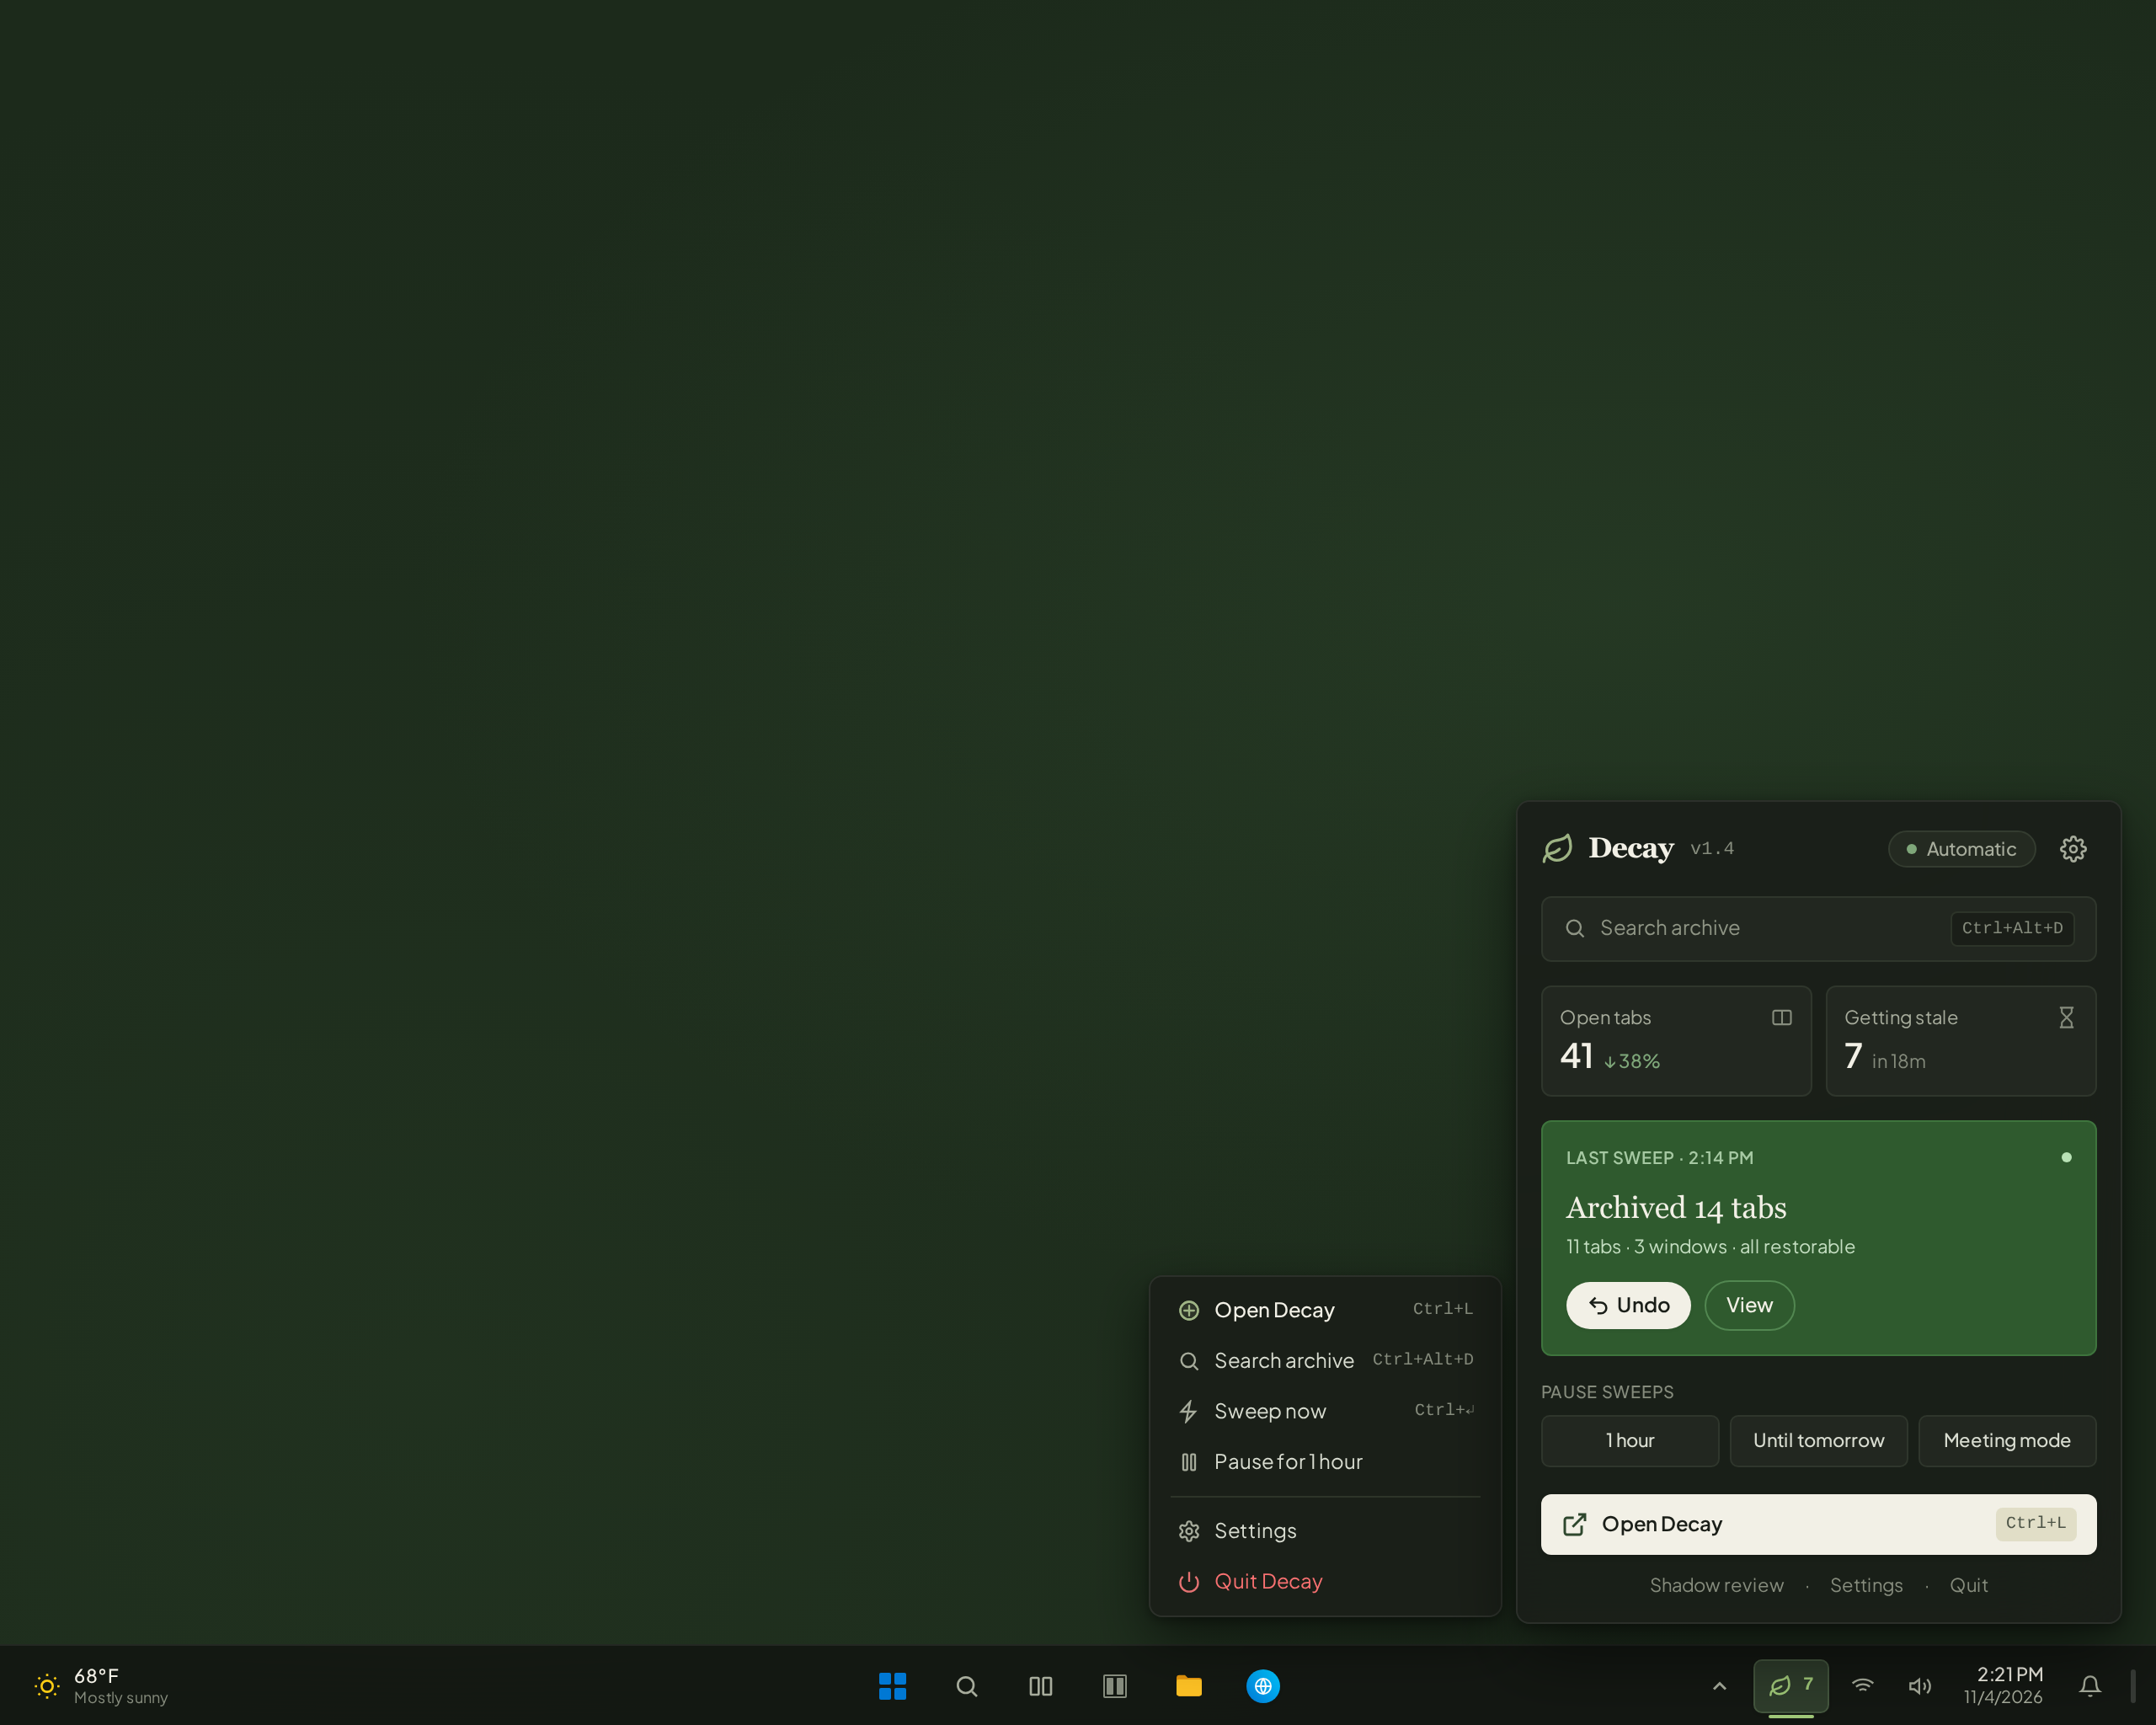 Decay v1.4 Automatic
Search archive Ctrl+Alt+D
Open tabs Getting stale
41 ↓38% 7 in 18m
LAST SWEEP · 2:14 PM
Archived 14 tabs
11 tabs · 3 windows · all restorable
Undo View
PAUSE SWEEPS
1 hour Until tomorrow Meeting mode
Open Decay Ctrl+L
Shadow review · Settings · Quit
Open Decay Ctrl+L
Search archive Ctrl+Alt+D
Sweep now Ctrl+↵
Pause for 1 hour
Settings
Quit Decay
68°F
Mostly sunny
7
2:21 PM
11/4/2026